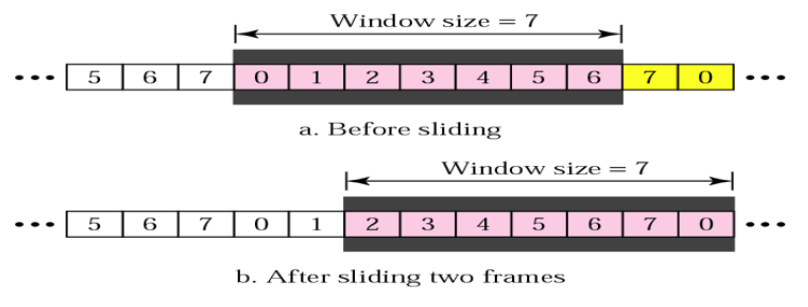 Window size = 7
••• 5 6 7 0 1 2 3 4 5 6 7 0 •••
a. Before sliding
Window size = 7
••• 5 6 7 0 1 2 3 4 5 6 7 0 •••
b. After sliding two frames